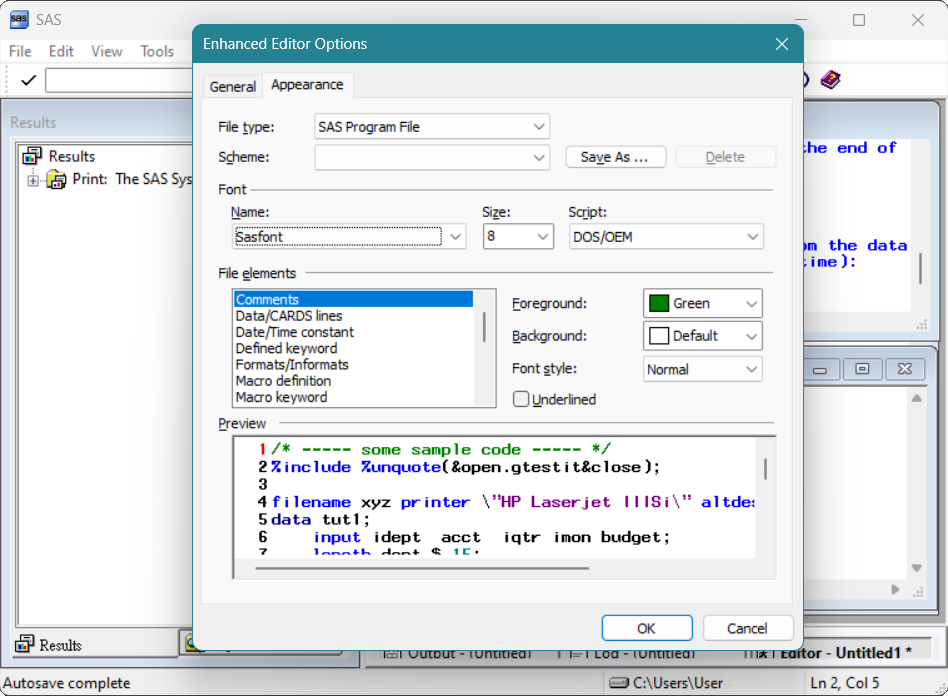 SAS
File Edit View Tools
Enhanced Editor Options
General Appearance
File type: SAS Program File
Scheme: Save As ... Delete
Font
Name: Size: Script:
Sasfont 8 DOS/OEM
File elements
Comments
Data/CARDS lines
Date/Time constant
Defined keyword
Formats/Informats
Macro definition
Macro keyword
Foreground: Green
Background: Default
Font style: Normal
Underlined
Preview
1 /* ----- some sample code ----- */
2 %include %unquote(&open.gtestit&close);
3
4 filename xyz printer \"HP Laserjet IIISi\" altdes
5 data tut1;
6 input idept acct iqtr imon budget;
7 length dept $ 15;
OK Cancel
Results
Results
Print: The SAS Sys
the end of
the data
time):
Results
Output - (Untitled) Log - (Untitled) Editor - Untitled1 *
Autosave complete C:\Users\User Ln 2, Col 5